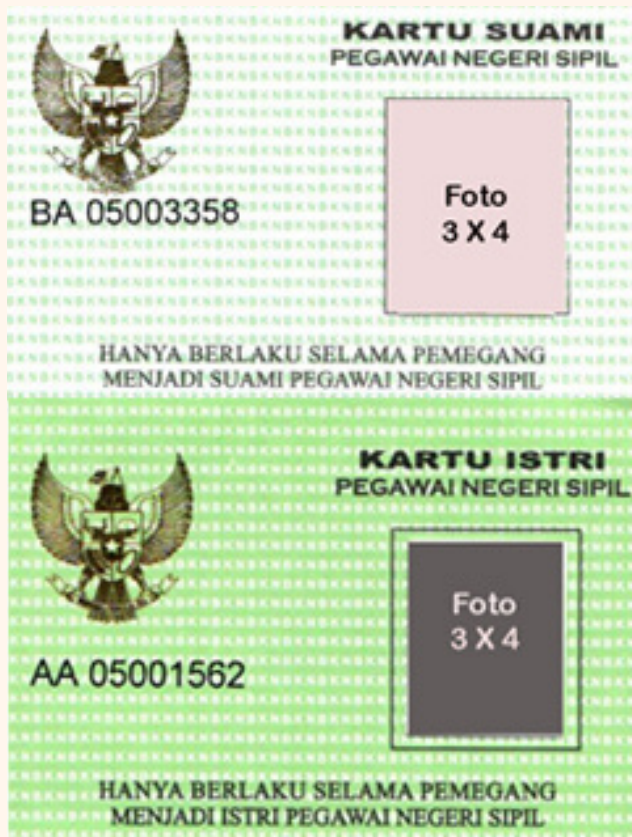 KARTU SUAMI
PEGAWAI NEGERI SIPIL
BA 05003358
Foto
3 X 4
HANYA BERLAKU SELAMA PEMEGANG
MENJADI SUAMI PEGAWAI NEGERI SIPIL
KARTU ISTRI
PEGAWAI NEGERI SIPIL
Foto
3 X 4
AA 05001562
HANYA BERLAKU SELAMA PEMEGANG
MENJADI ISTRI PEGAWAI NEGERI SIPIL